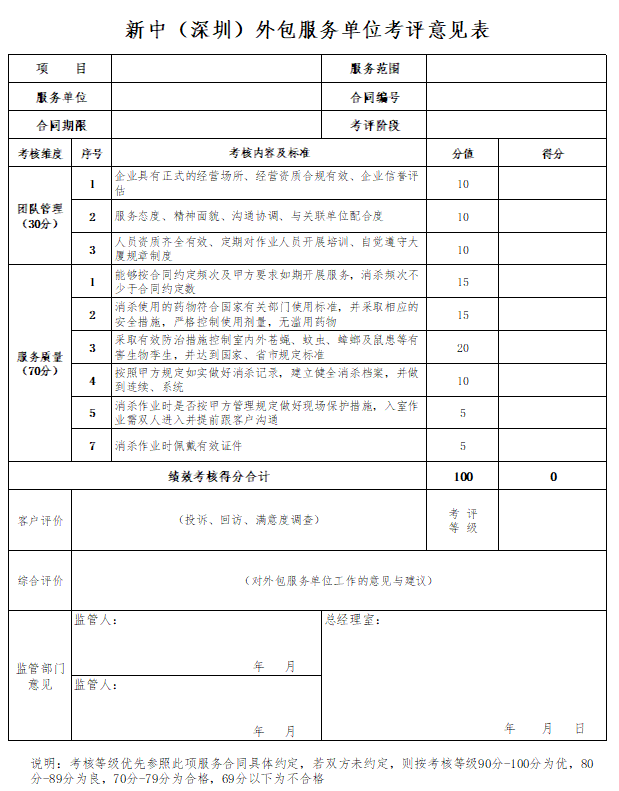 新中（深圳）外包服务单位考评意见表
项 目 服务范围
服务单位 合同编号
合同期限 考评阶段
考核维度 序号 考核内容及标准 分值 得分
团队管理
（30分）
1 企业具有正式的经营场所、经营资质合规有效、企业信誉评
估 10
2 服务态度、精神面貌、沟通协调、与关联单位配合度 10
3 人员资质齐全有效、定期对作业人员开展培训、自觉遵守大
厦规章制度 10
服务质量
（70分）
1 能够按合同约定频次及甲方要求如期开展服务，消杀频次不
少于合同约定数 15
2 消杀使用的药物符合国家有关部门使用标准，并采取相应的
安全措施，严格控制使用剂量，无滥用药物 15
3 采取有效防治措施控制室内外苍蝇、蚊虫、蟑螂及鼠患等有
害生物孳生，并达到国家、省市规定标准 20
4 按照甲方规定如实做好消杀记录，建立健全消杀档案，并做
到连续、系统 10
5 消杀作业时是否按甲方管理规定做好现场保护措施，入室作
业需双人进入并提前跟客户沟通 5
7 消杀作业时佩戴有效证件 5
绩效考核得分合计 100 0
客户评价 （投诉、回访、满意度调查） 考 评
等 级
综合评价 （对外包服务单位工作的意见与建议）
监管部门
意见
监管人：
年 月
监管人：
年 月
总经理室：
年 月 日
说明：考核等级优先参照此项服务合同具体约定，若双方未约定，则按考核等级90分-100分为优，80
分-89分为良，70分-79分为合格，69分以下为不合格